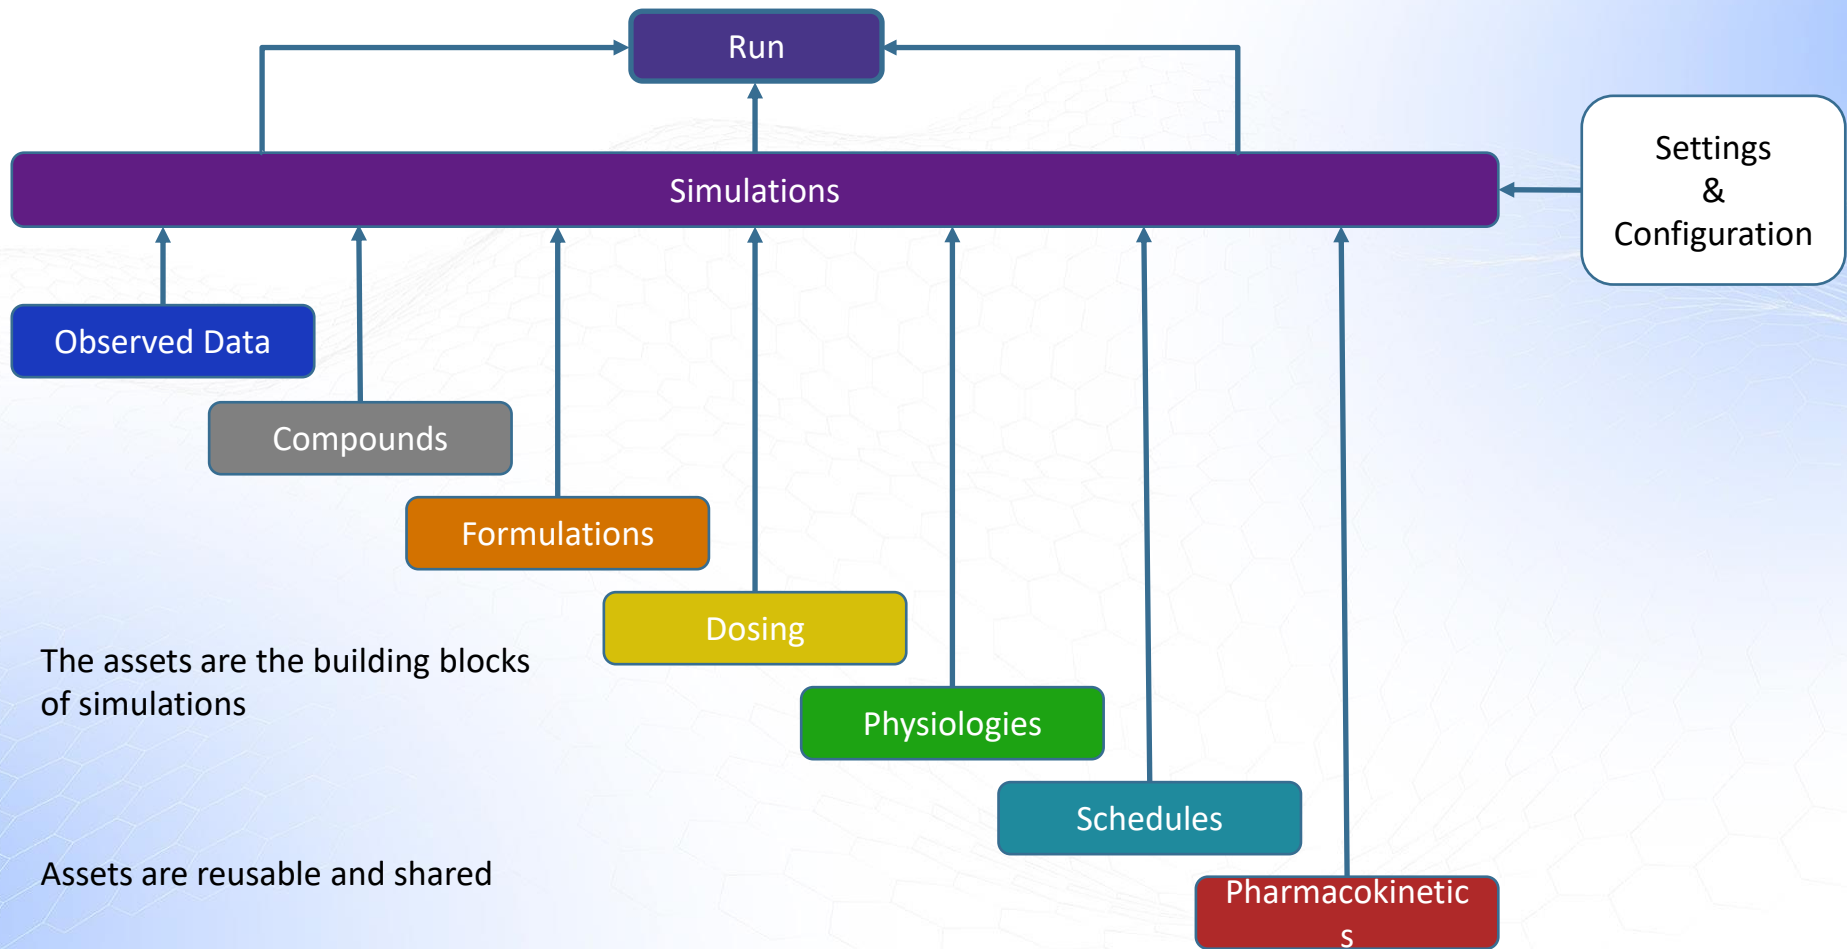 Run
Simulations
Settings
&
Configuration
Observed Data
Compounds
Formulations
Dosing
The assets are the building blocks
of simulations
Physiologies
Schedules
Assets are reusable and shared
Pharmacokinetic
s